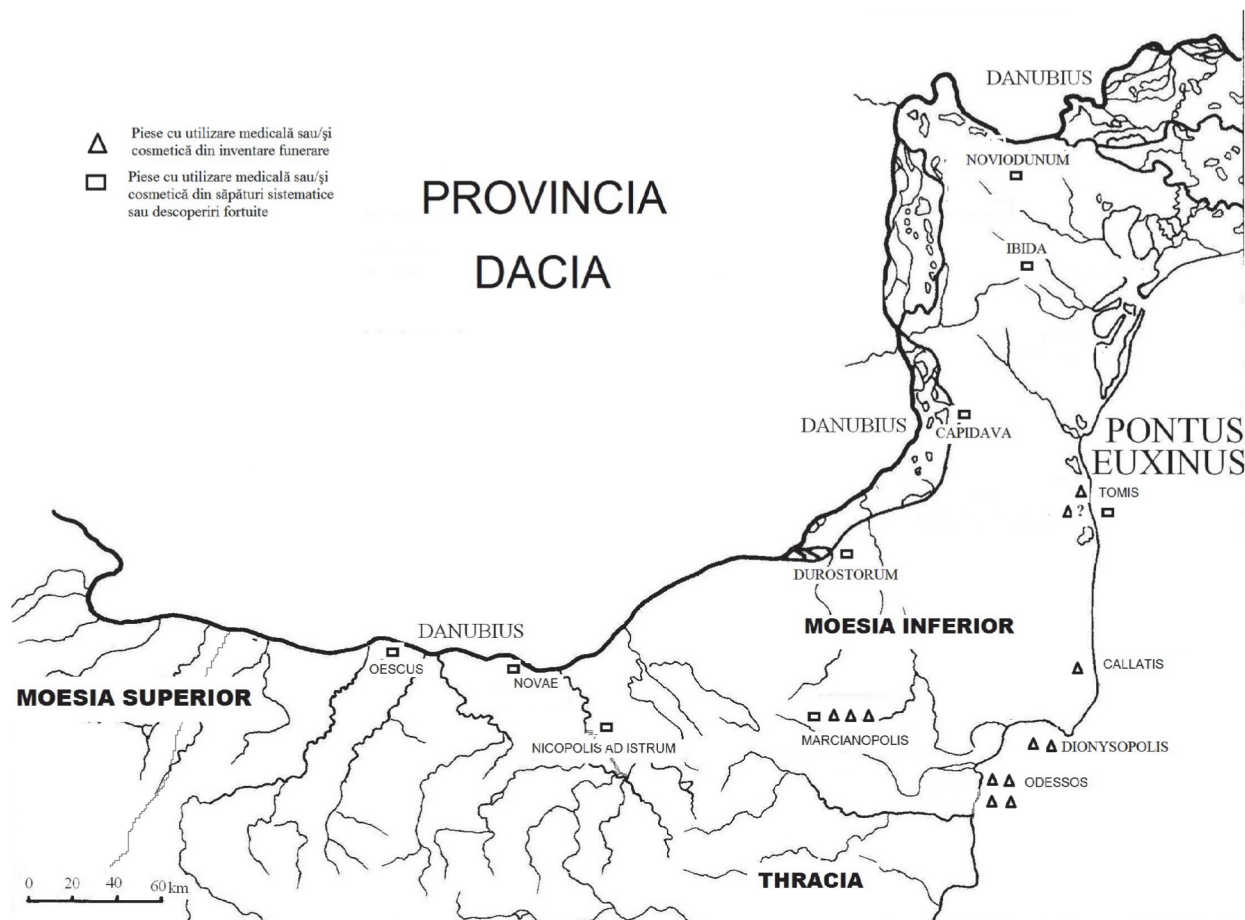 DANUBIUS
Piese cu utilizare medicală sau/și
cosmetică din inventare funerare
Piese cu utilizare medicală sau/și
cosmetică din săpături sistematice
sau descoperiri fortuite
NOVIODUNUM
PROVINCIA
DACIA
IBIDA
DANUBIUS
CAPIDAVA
PONTUS
EUXINUS
TOMIS
?
DUROSTORUM
MOESIA INFERIOR
DANUBIUS
OESCUS
NOVAE
CALLATIS
MOESIA SUPERIOR
NICOPOLIS AD ISTRUM
MARCIANOPOLIS
DIONYSOPOLIS
ODESSOS
THRACIA
0 20 40 60 km